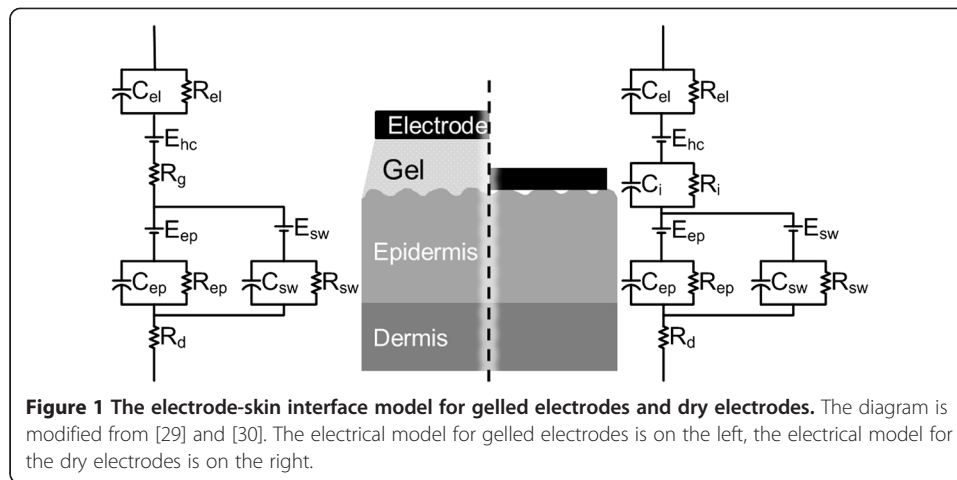 C_el R_el
E_hc
R_g
E_ep E_sw
C_ep R_ep C_sw R_sw
R_d
Electrode
Gel
Epidermis
Dermis
C_el R_el
E_hc
C_i R_i
E_ep E_sw
C_ep R_ep C_sw R_sw
R_d
Figure 1 The electrode-skin interface model for gelled electrodes and dry electrodes. The diagram is
modified from [29] and [30]. The electrical model for gelled electrodes is on the left, the electrical model for
the dry electrodes is on the right.